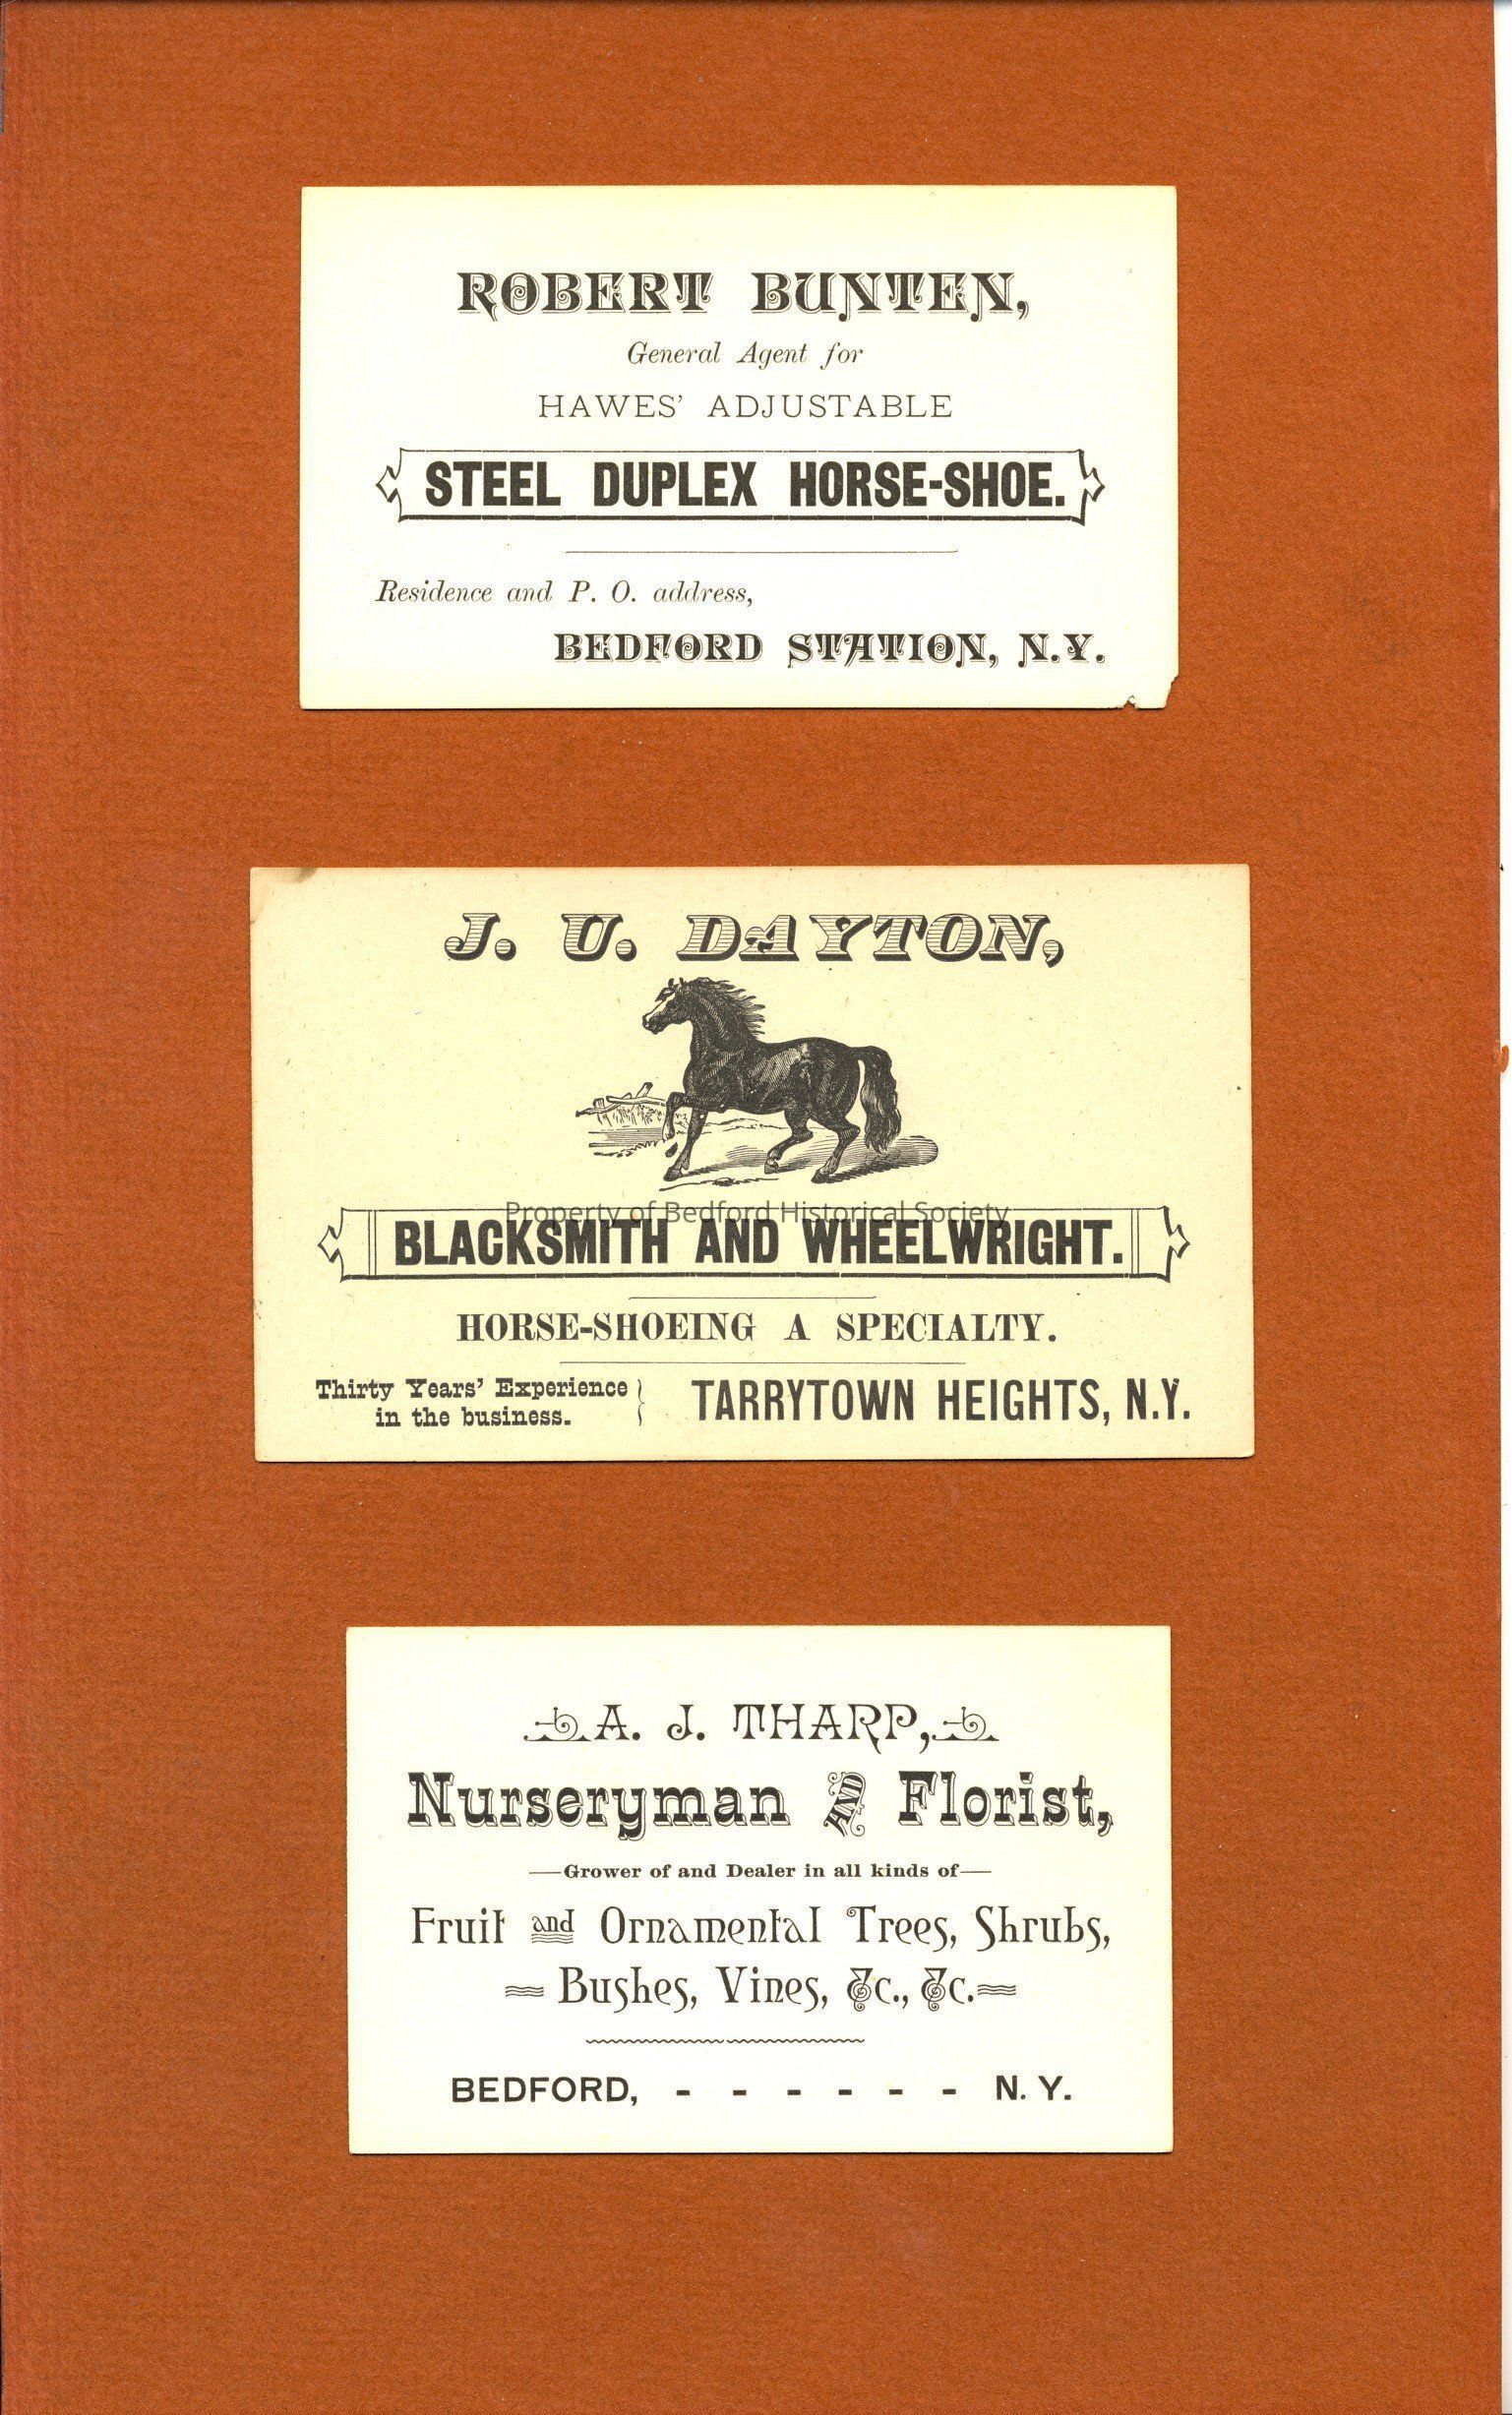 ROBERT BUNTEN,
General Agent for
HAWES' ADJUSTABLE
STEEL DUPLEX HORSE-SHOE.
Residence and P. O. address,
BEDFORD STATION, N.Y.
J. U. DAYTON,
Property of Bedford Historical Society
BLACKSMITH AND WHEELWRIGHT.
HORSE-SHOEING A SPECIALTY.
Thirty Years' Experience
in the business.
TARRYTOWN HEIGHTS, N.Y.
A. J. THARP,
Nurseryman AND Florist,
—Grower of and Dealer in all kinds of—
Fruit and Ornamental Trees, Shrubs,
Bushes, Vines, &c., &c.
BEDFORD, - - - - - - N. Y.